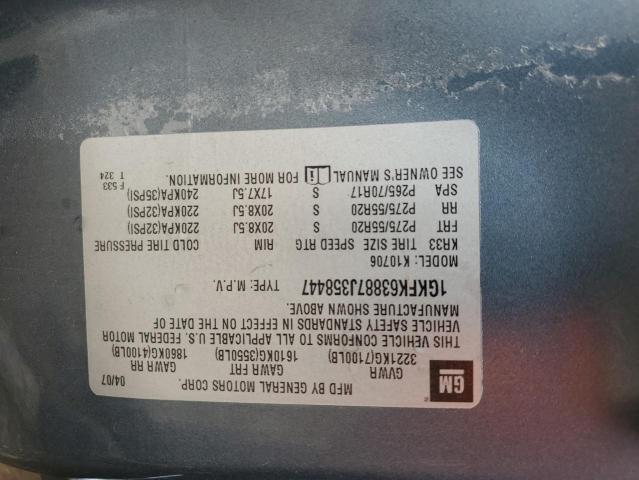 GM
MFD BY GENERAL MOTORS CORP.
04/07
GVWR GAWR FRT GAWR RR
3221KG(7100LB) 1610KG(3550LB) 1860KG(4100LB)
THIS VEHICLE CONFORMS TO ALL APPLICABLE U.S. FEDERAL MOTOR
VEHICLE SAFETY STANDARDS IN EFFECT ON THE DATE OF
MANUFACTURE SHOWN ABOVE.
1GKFK63887J358447 TYPE: M.P.V.
MODEL: K10706
KA33 TIRE SIZE SPEED RTG RIM COLD TIRE PRESSURE
FRT P275/55R20 S 20X8.5J 220KPA(32PSI)
RR P275/55R20 S 20X8.5J 220KPA(32PSI)
SPA P265/70R17 S 17X7.5J 240KPA(35PSI)
SEE OWNER'S MANUAL FOR MORE INFORMATION.
F 533
T 324